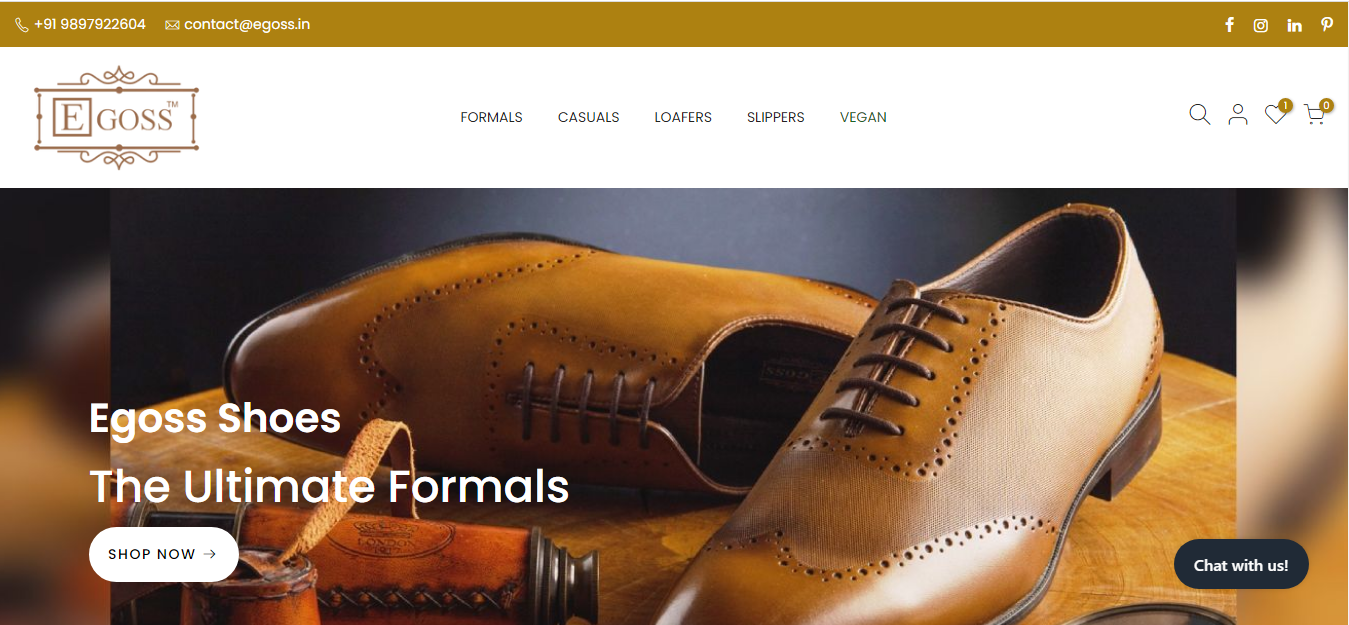 +91 9897922604 contact@egoss.in
EGOSS™
FORMALS CASUALS LOAFERS SLIPPERS VEGAN
1 0
Egoss Shoes
The Ultimate Formals
SHOP NOW →
LONDON
Chat with us!